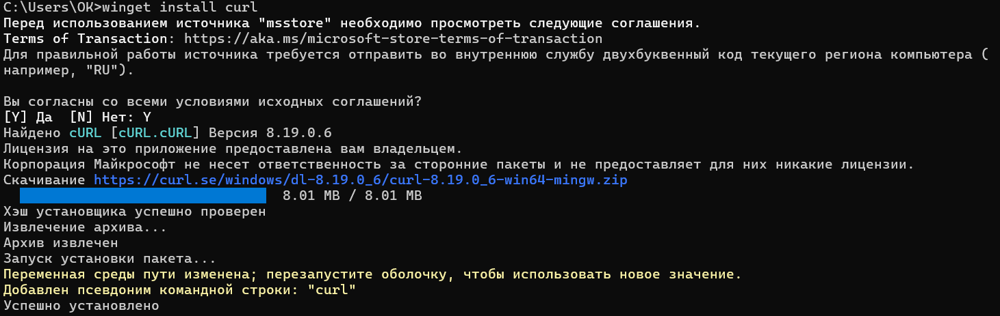 C:\Users\OK>winget install curl
Перед использованием источника "msstore" необходимо просмотреть следующие соглашения.
Terms of Transaction: https://aka.ms/microsoft-store-terms-of-transaction
Для правильной работы источника требуется отправить во внутреннюю службу двухбуквенный код текущего региона компьютера (
например, "RU").
Вы согласны со всеми условиями исходных соглашений?
[Y] Да  [N] Нет: Y
Найдено cURL [cURL.cURL] Версия 8.19.0.6
Лицензия на это приложение предоставлена вам владельцем.
Корпорация Майкрософт не несет ответственность за сторонние пакеты и не предоставляет для них никакие лицензии.
Скачивание https://curl.se/windows/dl-8.19.0_6/curl-8.19.0_6-win64-mingw.zip
8.01 MB / 8.01 MB
Хэш установщика успешно проверен
Извлечение архива...
Архив извлечен
Запуск установки пакета...
Переменная среды пути изменена; перезапустите оболочку, чтобы использовать новое значение.
Добавлен псевдоним командной строки: "curl"
Успешно установлено